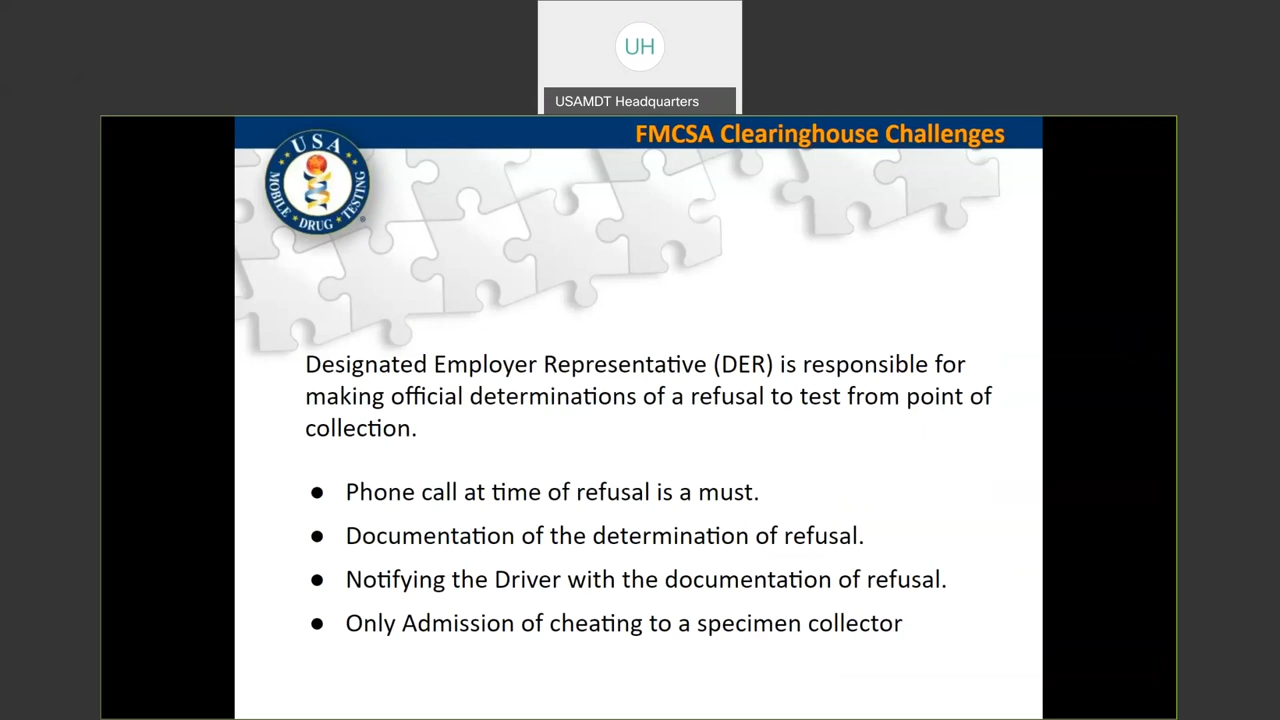 UH
USAMDT Headquarters
FMCSA Clearinghouse Challenges
USA
MOBILE DRUG TESTING
®
Designated Employer Representative (DER) is responsible for
making official determinations of a refusal to test from point of
collection.
● Phone call at time of refusal is a must.
● Documentation of the determination of refusal.
● Notifying the Driver with the documentation of refusal.
● Only Admission of cheating to a specimen collector